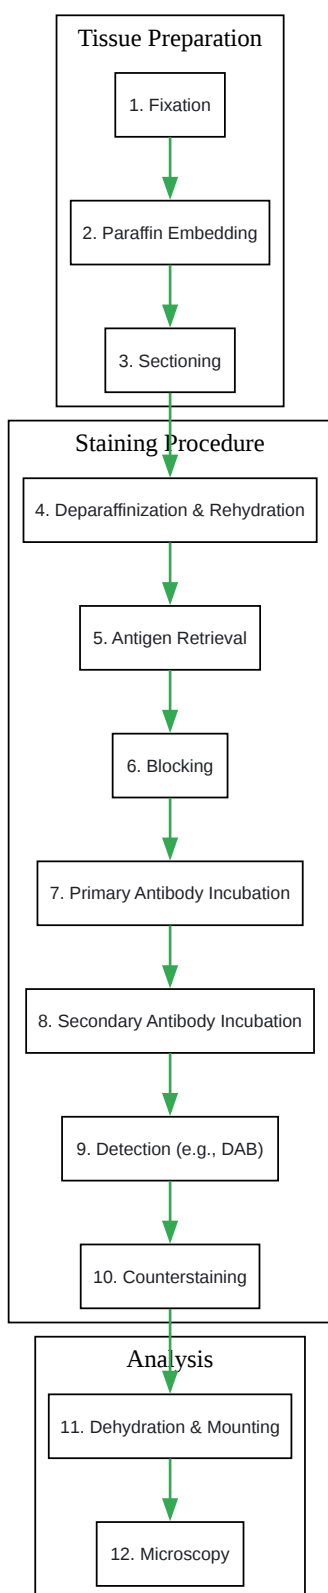 Tissue Preparation
1. Fixation
2. Paraffin Embedding
3. Sectioning
Staining Procedure
4. Deparaffinization & Rehydration
5. Antigen Retrieval
6. Blocking
7. Primary Antibody Incubation
8. Secondary Antibody Incubation
9. Detection (e.g., DAB)
10. Counterstaining
Analysis
11. Dehydration & Mounting
12. Microscopy